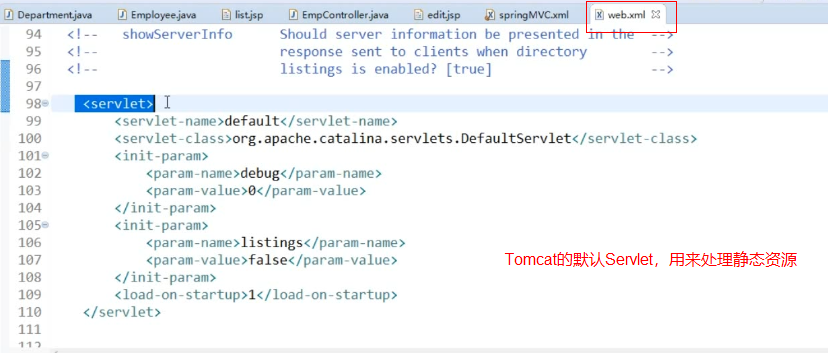 Department.java Employee.java list.jsp EmpController.java edit.jsp springMVC.xml web.xml
94 <!-- showServerInfo Should server information be presented in the -->
95 <!-- response sent to clients when directory -->
96 <!-- listings is enabled? [true] -->
97
98 <servlet>
99 <servlet-name>default</servlet-name>
100 <servlet-class>org.apache.catalina.servlets.DefaultServlet</servlet-class>
101 <init-param>
102 <param-name>debug</param-name>
103 <param-value>0</param-value>
104 </init-param>
105 <init-param>
106 <param-name>listings</param-name>
107 <param-value>false</param-value>
Tomcat的默认Servlet，用来处理静态资源
108 </init-param>
109 <load-on-startup>1</load-on-startup>
110 </servlet>
111
112